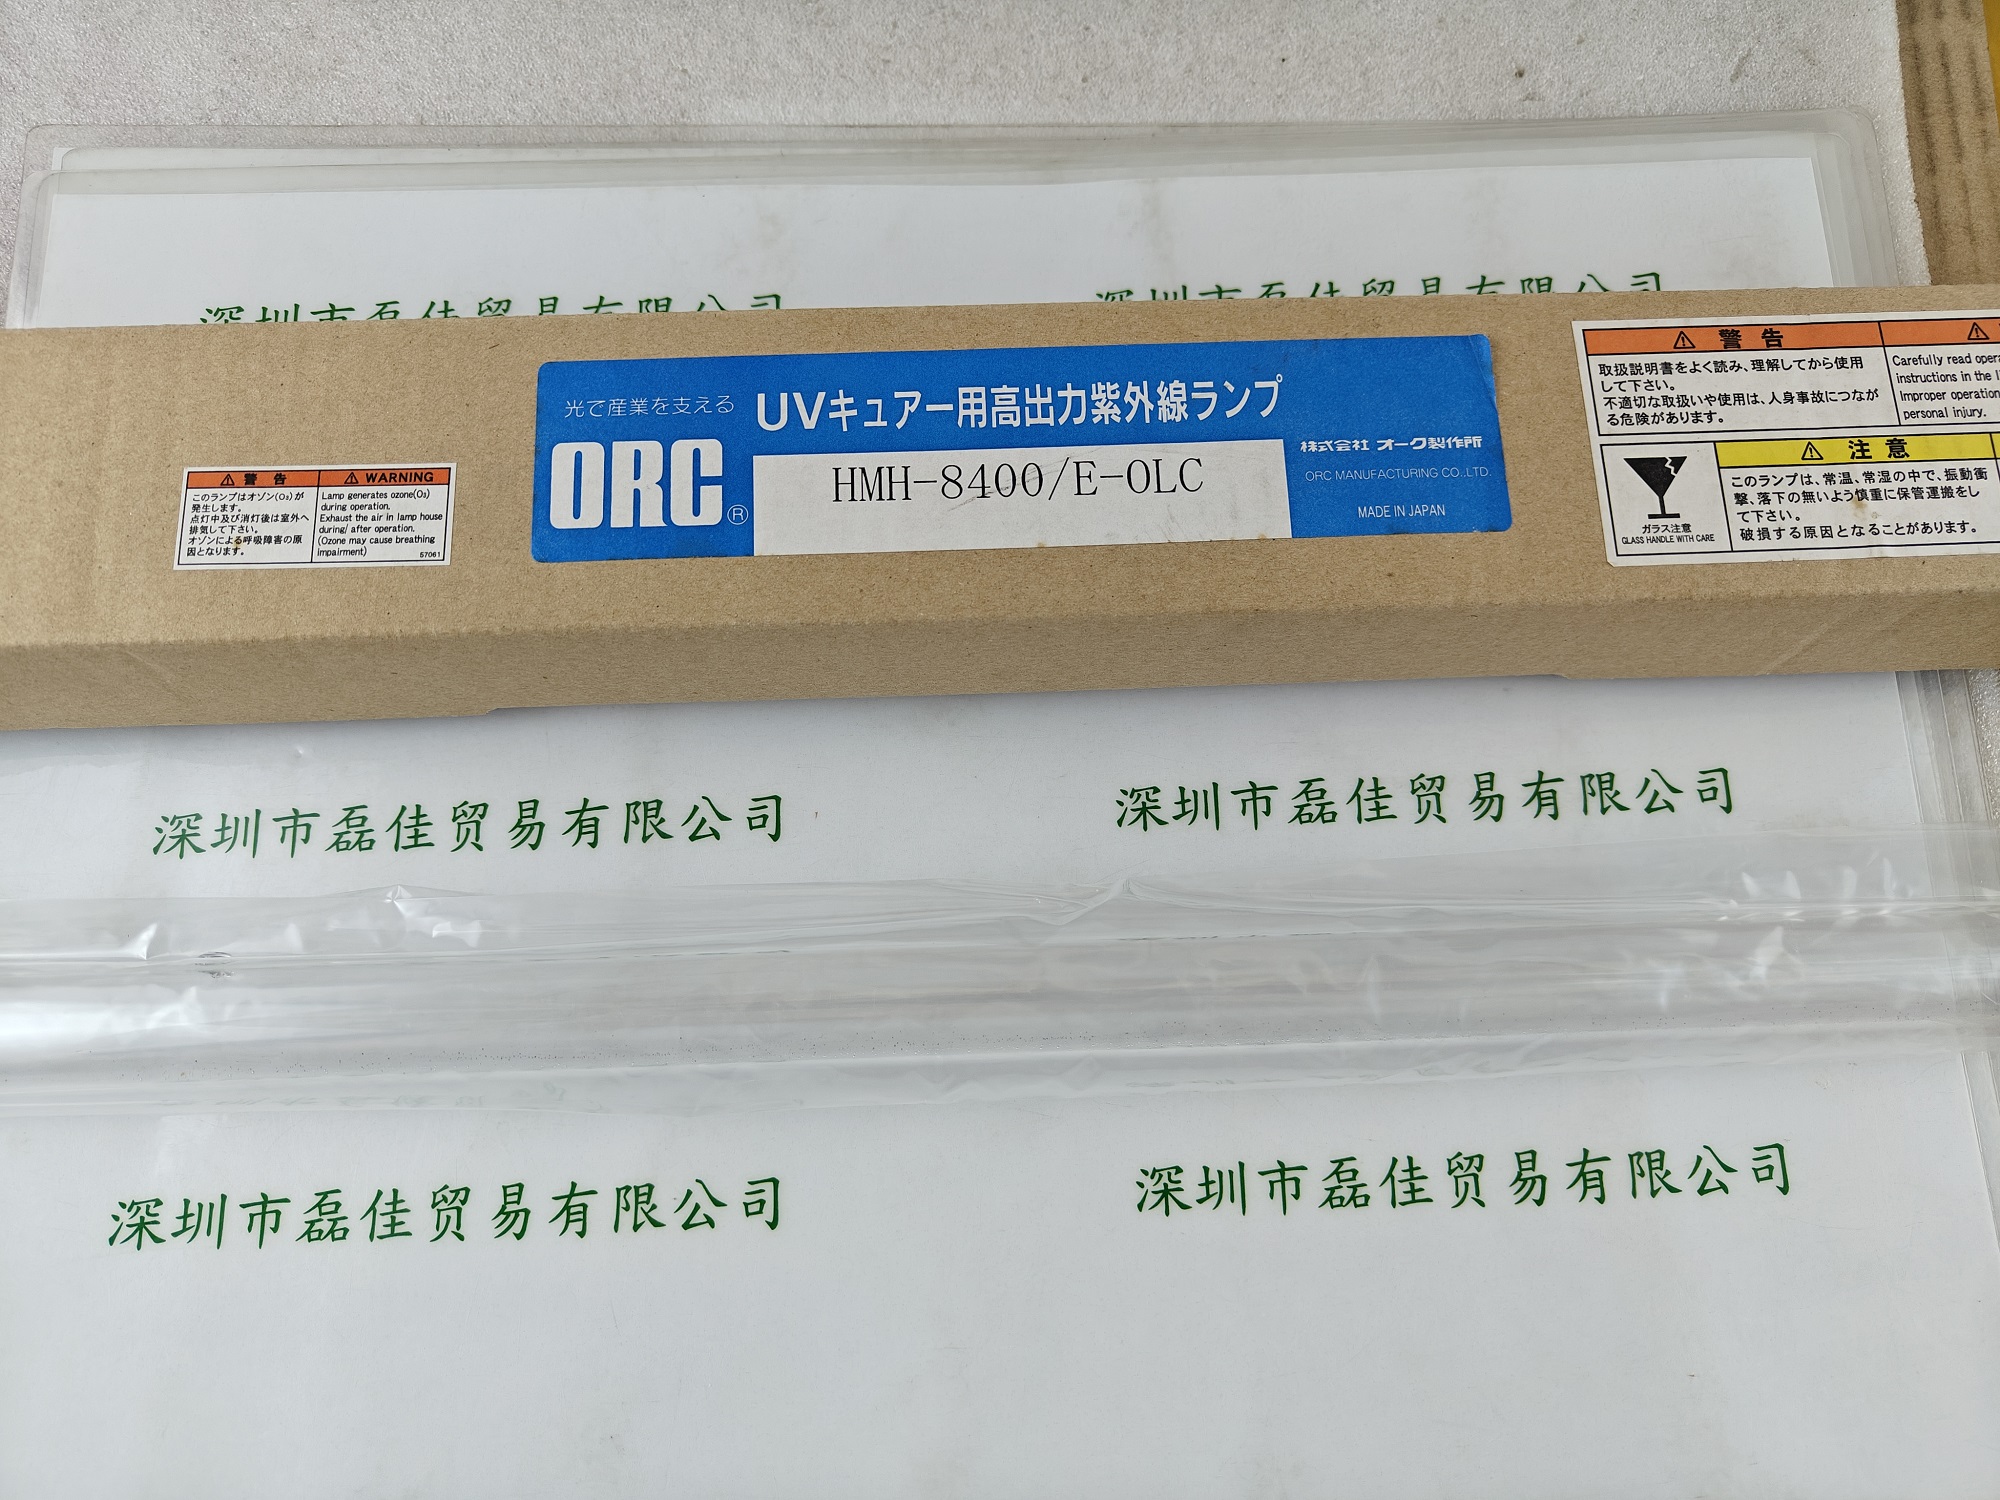 深圳市磊佳贸易有限公司
深圳市磊佳贸易有限公司
警告
このランプはオゾン(O₃)が
発生します。
点灯中及び消灯後は室外へ
排気して下さい。
オゾンによる呼吸障害の原
因となります。
WARNING
Lamp generates ozone(O₃)
during operation.
Exhaust the air in lamp house
during/ after operation.
(Ozone may cause breathing
impairment)
57061
光で産業を支える
ORC®
UVキュアー用高出力紫外線ランプ
HMH-8400/E-OLC
株式会社 オーク製作所
ORC MANUFACTURING CO.,LTD.
MADE IN JAPAN
警告
取扱説明書をよく読み、理解してから使用
して下さい。
不適切な取扱いや使用は、人身事故につなが
る危険があります。
Carefully read
instructions in the
Improper operation
personal injury.
ガラス注意
GLASS HANDLE WITH CARE
注意
このランプは、常温、常湿の中で、振動衝
撃、落下の無いよう慎重に保管運搬をし
て下さい。
破損する原因となることがあります。
深圳市磊佳贸易有限公司
深圳市磊佳贸易有限公司
深圳市磊佳贸易有限公司
深圳市磊佳贸易有限公司